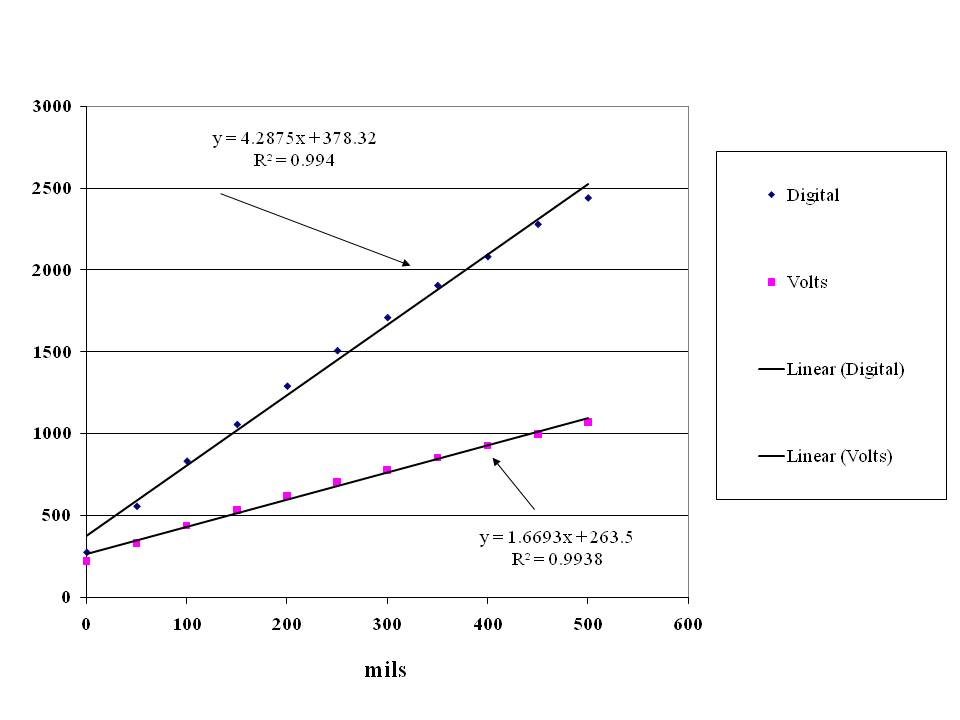 3000
2500
2000
1500
1000
500
0
y = 4.2875x + 378.32
R² = 0.994
y = 1.6693x + 263.5
R² = 0.9938
0 100 200 300 400 500 600
mils
Digital
Volts
Linear (Digital)
Linear (Volts)